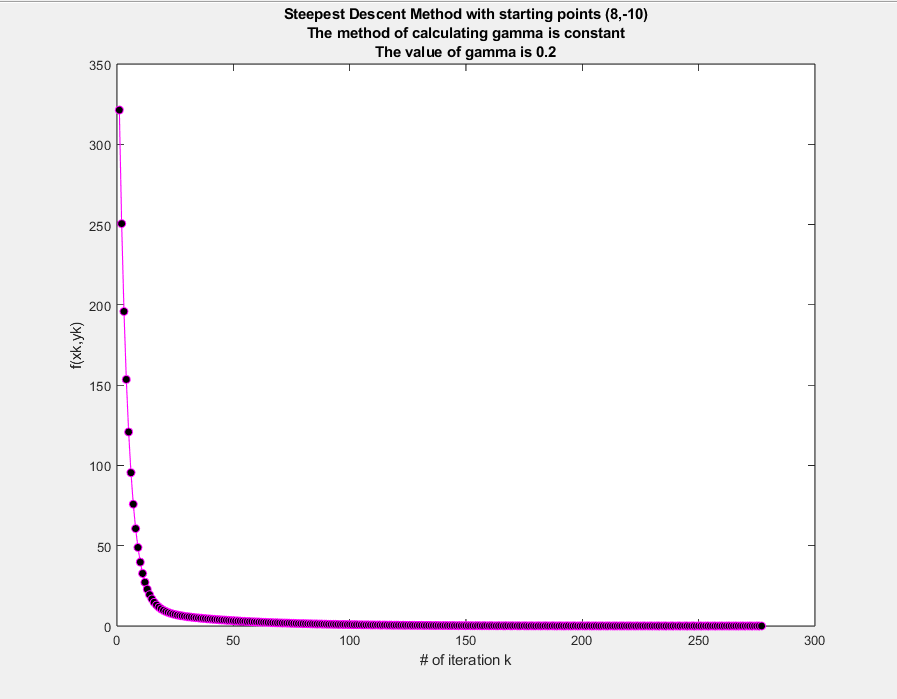 Steepest Descent Method with starting points (8,-10)
The method of calculating gamma is constant
The value of gamma is 0.2
350
300
250
200
150
100
50
0
f(xk,yk)
0 50 100 150 200 250 300
# of iteration k